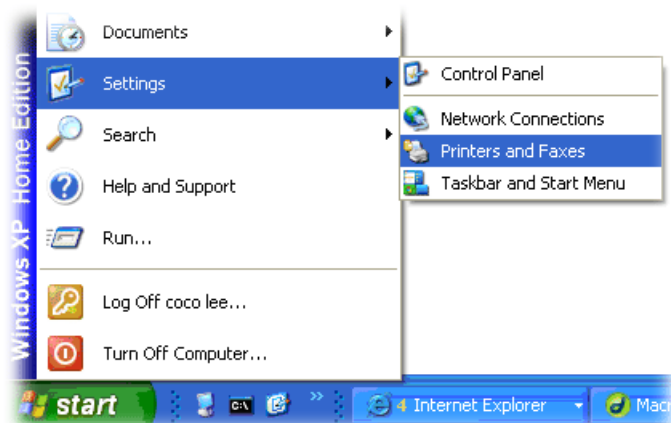 Documents
Settings
Search
Help and Support
Run...
Log Off coco lee...
Turn Off Computer...
Control Panel
Network Connections
Printers and Faxes
Taskbar and Start Menu
Windows XP Home Edition
start
C:\
4 Internet Explorer
Mac